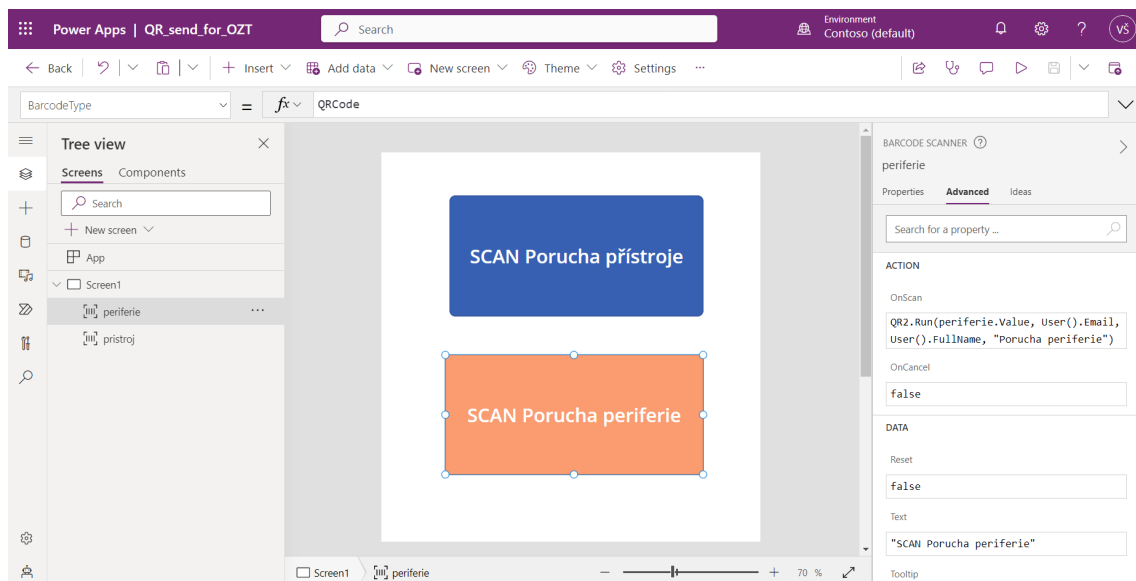 Power Apps | QR_send_for_OZT
Search
Environment
Contoso (default)
?
VŠ
Back
Insert
Add data
New screen
Theme
Settings
...
BarcodeType
=
fx
QRCode
Tree view
Screens
Components
Search
New screen
App
Screen1
periferie
...
pristroj
SCAN Porucha přístroje
SCAN Porucha periferie
BARCODE SCANNER
periferie
Properties
Advanced
Ideas
Search for a property ...
ACTION
OnScan
QR2.Run(periferie.Value, User().Email,
User().FullName, "Porucha periferie")
OnCancel
false
DATA
Reset
false
Text
"SCAN Porucha periferie"
Tooltip
Screen1
periferie
70 %